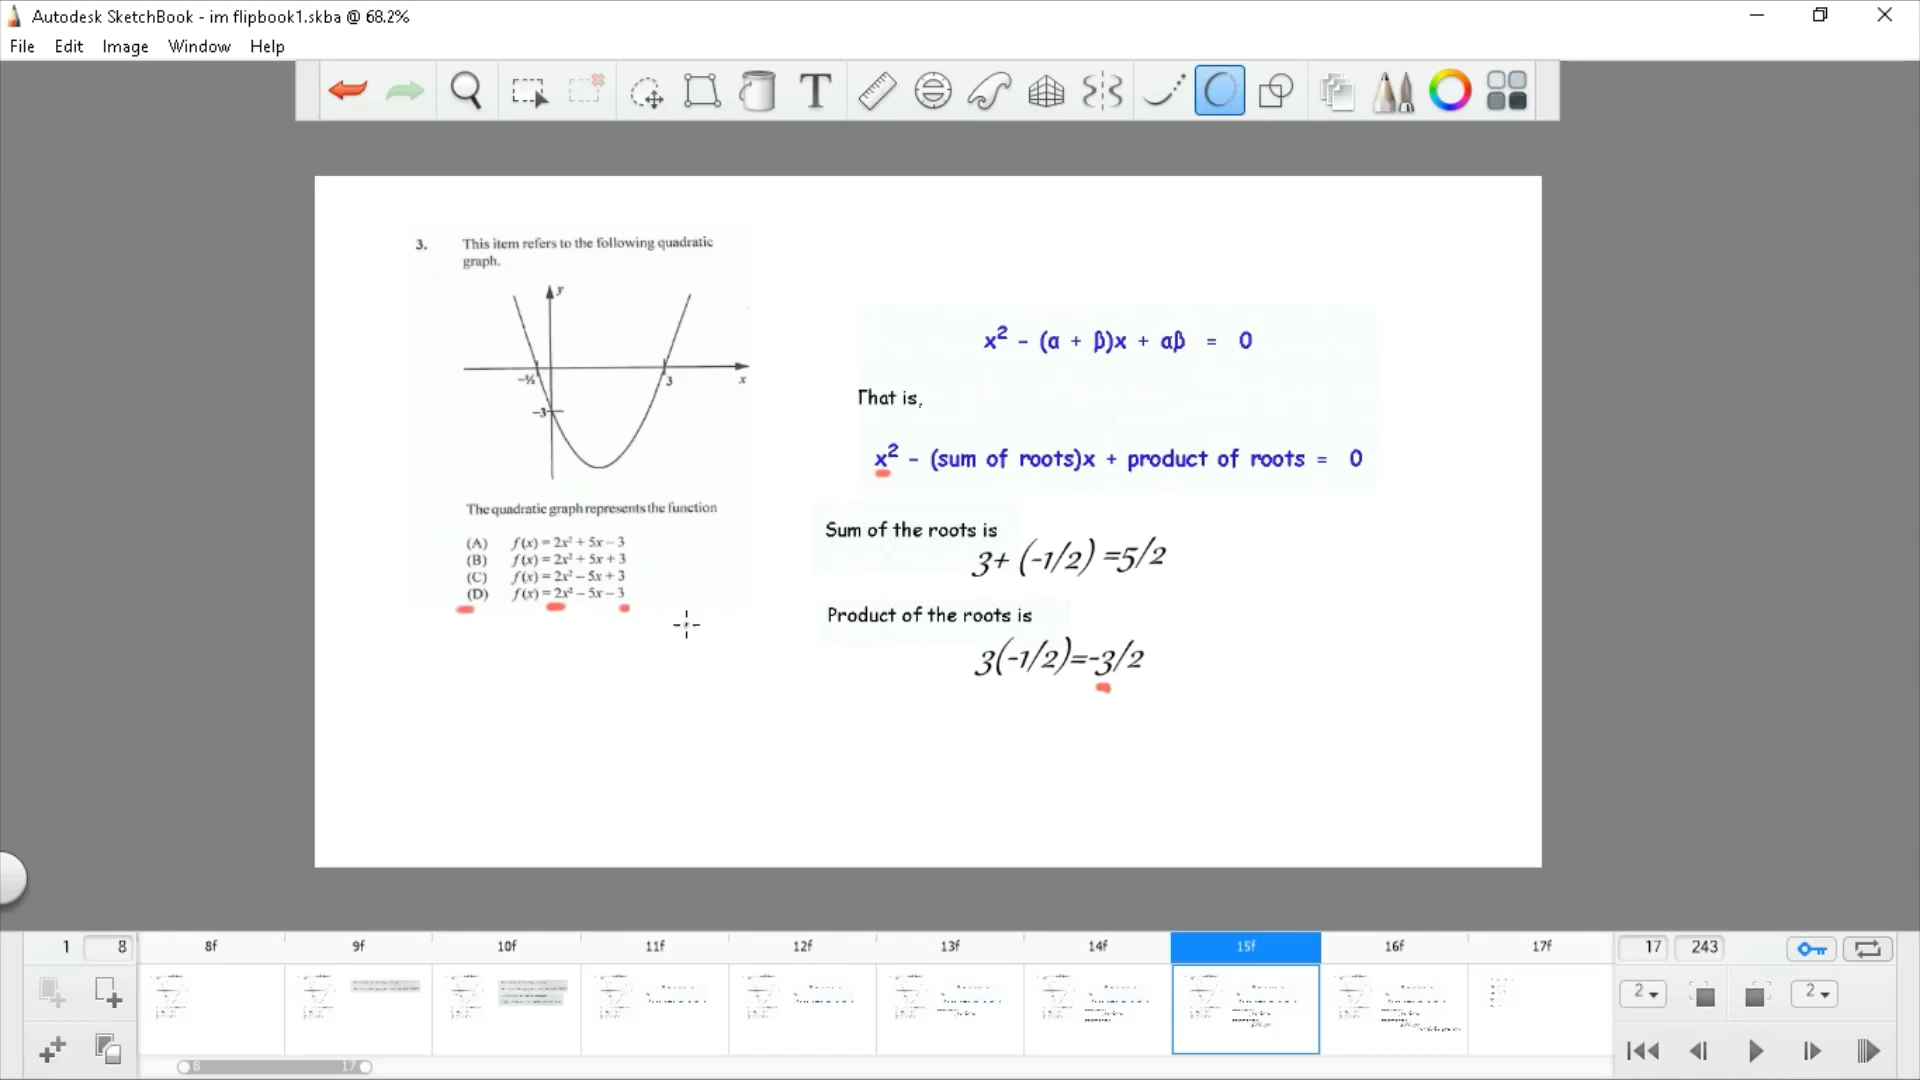 Autodesk SketchBook - im flipbook1.skba @ 68.2%
File Edit Image Window Help
3. This item refers to the following quadratic
graph.
y
-½ 3 x
-3
The quadratic graph represents the function
(A) f(x) = 2x² + 5x - 3
(B) f(x) = 2x² + 5x + 3
(C) f(x) = 2x² - 5x + 3
(D) f(x) = 2x² - 5x - 3
x² - (α + β)x + αβ = 0
That is,
x² - (sum of roots)x + product of roots = 0
Sum of the roots is
3+ (-1/2) =5/2
Product of the roots is
3(-1/2)=-3/2
1 8 8f 9f 10f 11f 12f 13f 14f 15f 16f 17f 17 243
2 2
8 17